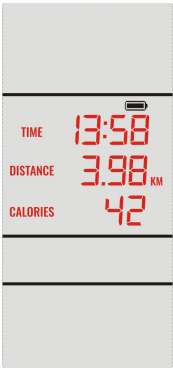 TIME 13:58
DISTANCE 3.98 KM
CALORIES 42